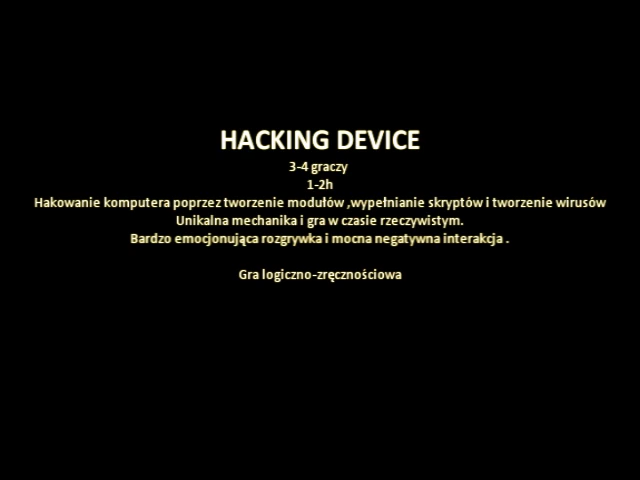 HACKING DEVICE
3-4 graczy
1-2h
Hakowanie komputera poprzez tworzenie modułów ,wypełnianie skryptów i tworzenie wirusów
Unikalna mechanika i gra w czasie rzeczywistym.
Bardzo emocjonująca rozgrywka i mocna negatywna interakcja .
Gra logiczno-zręcznościowa